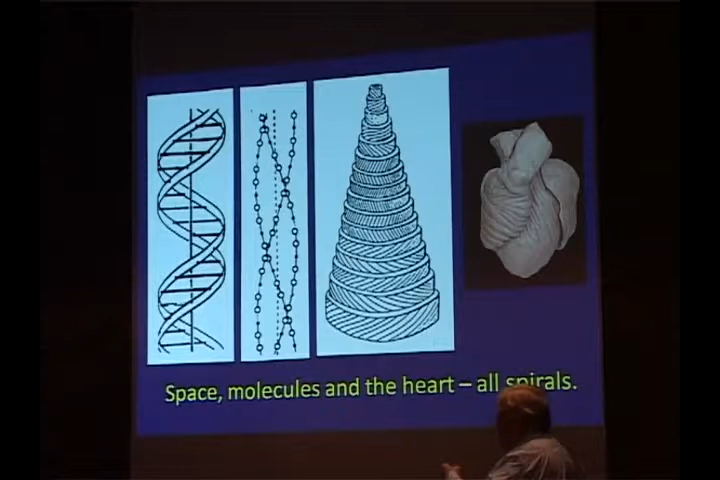 Space, molecules and the heart – all spirals.